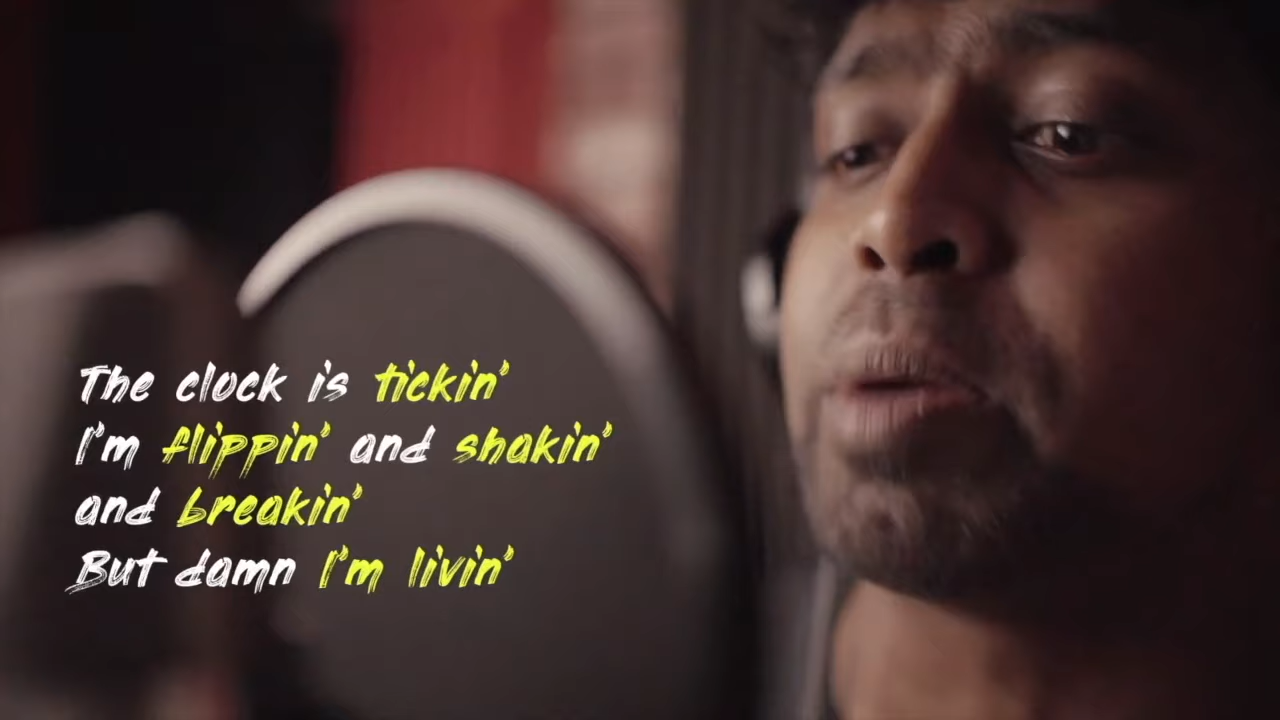 The clock is tickin'
I'm flippin' and shakin'
and breakin'
But damn I'm livin'